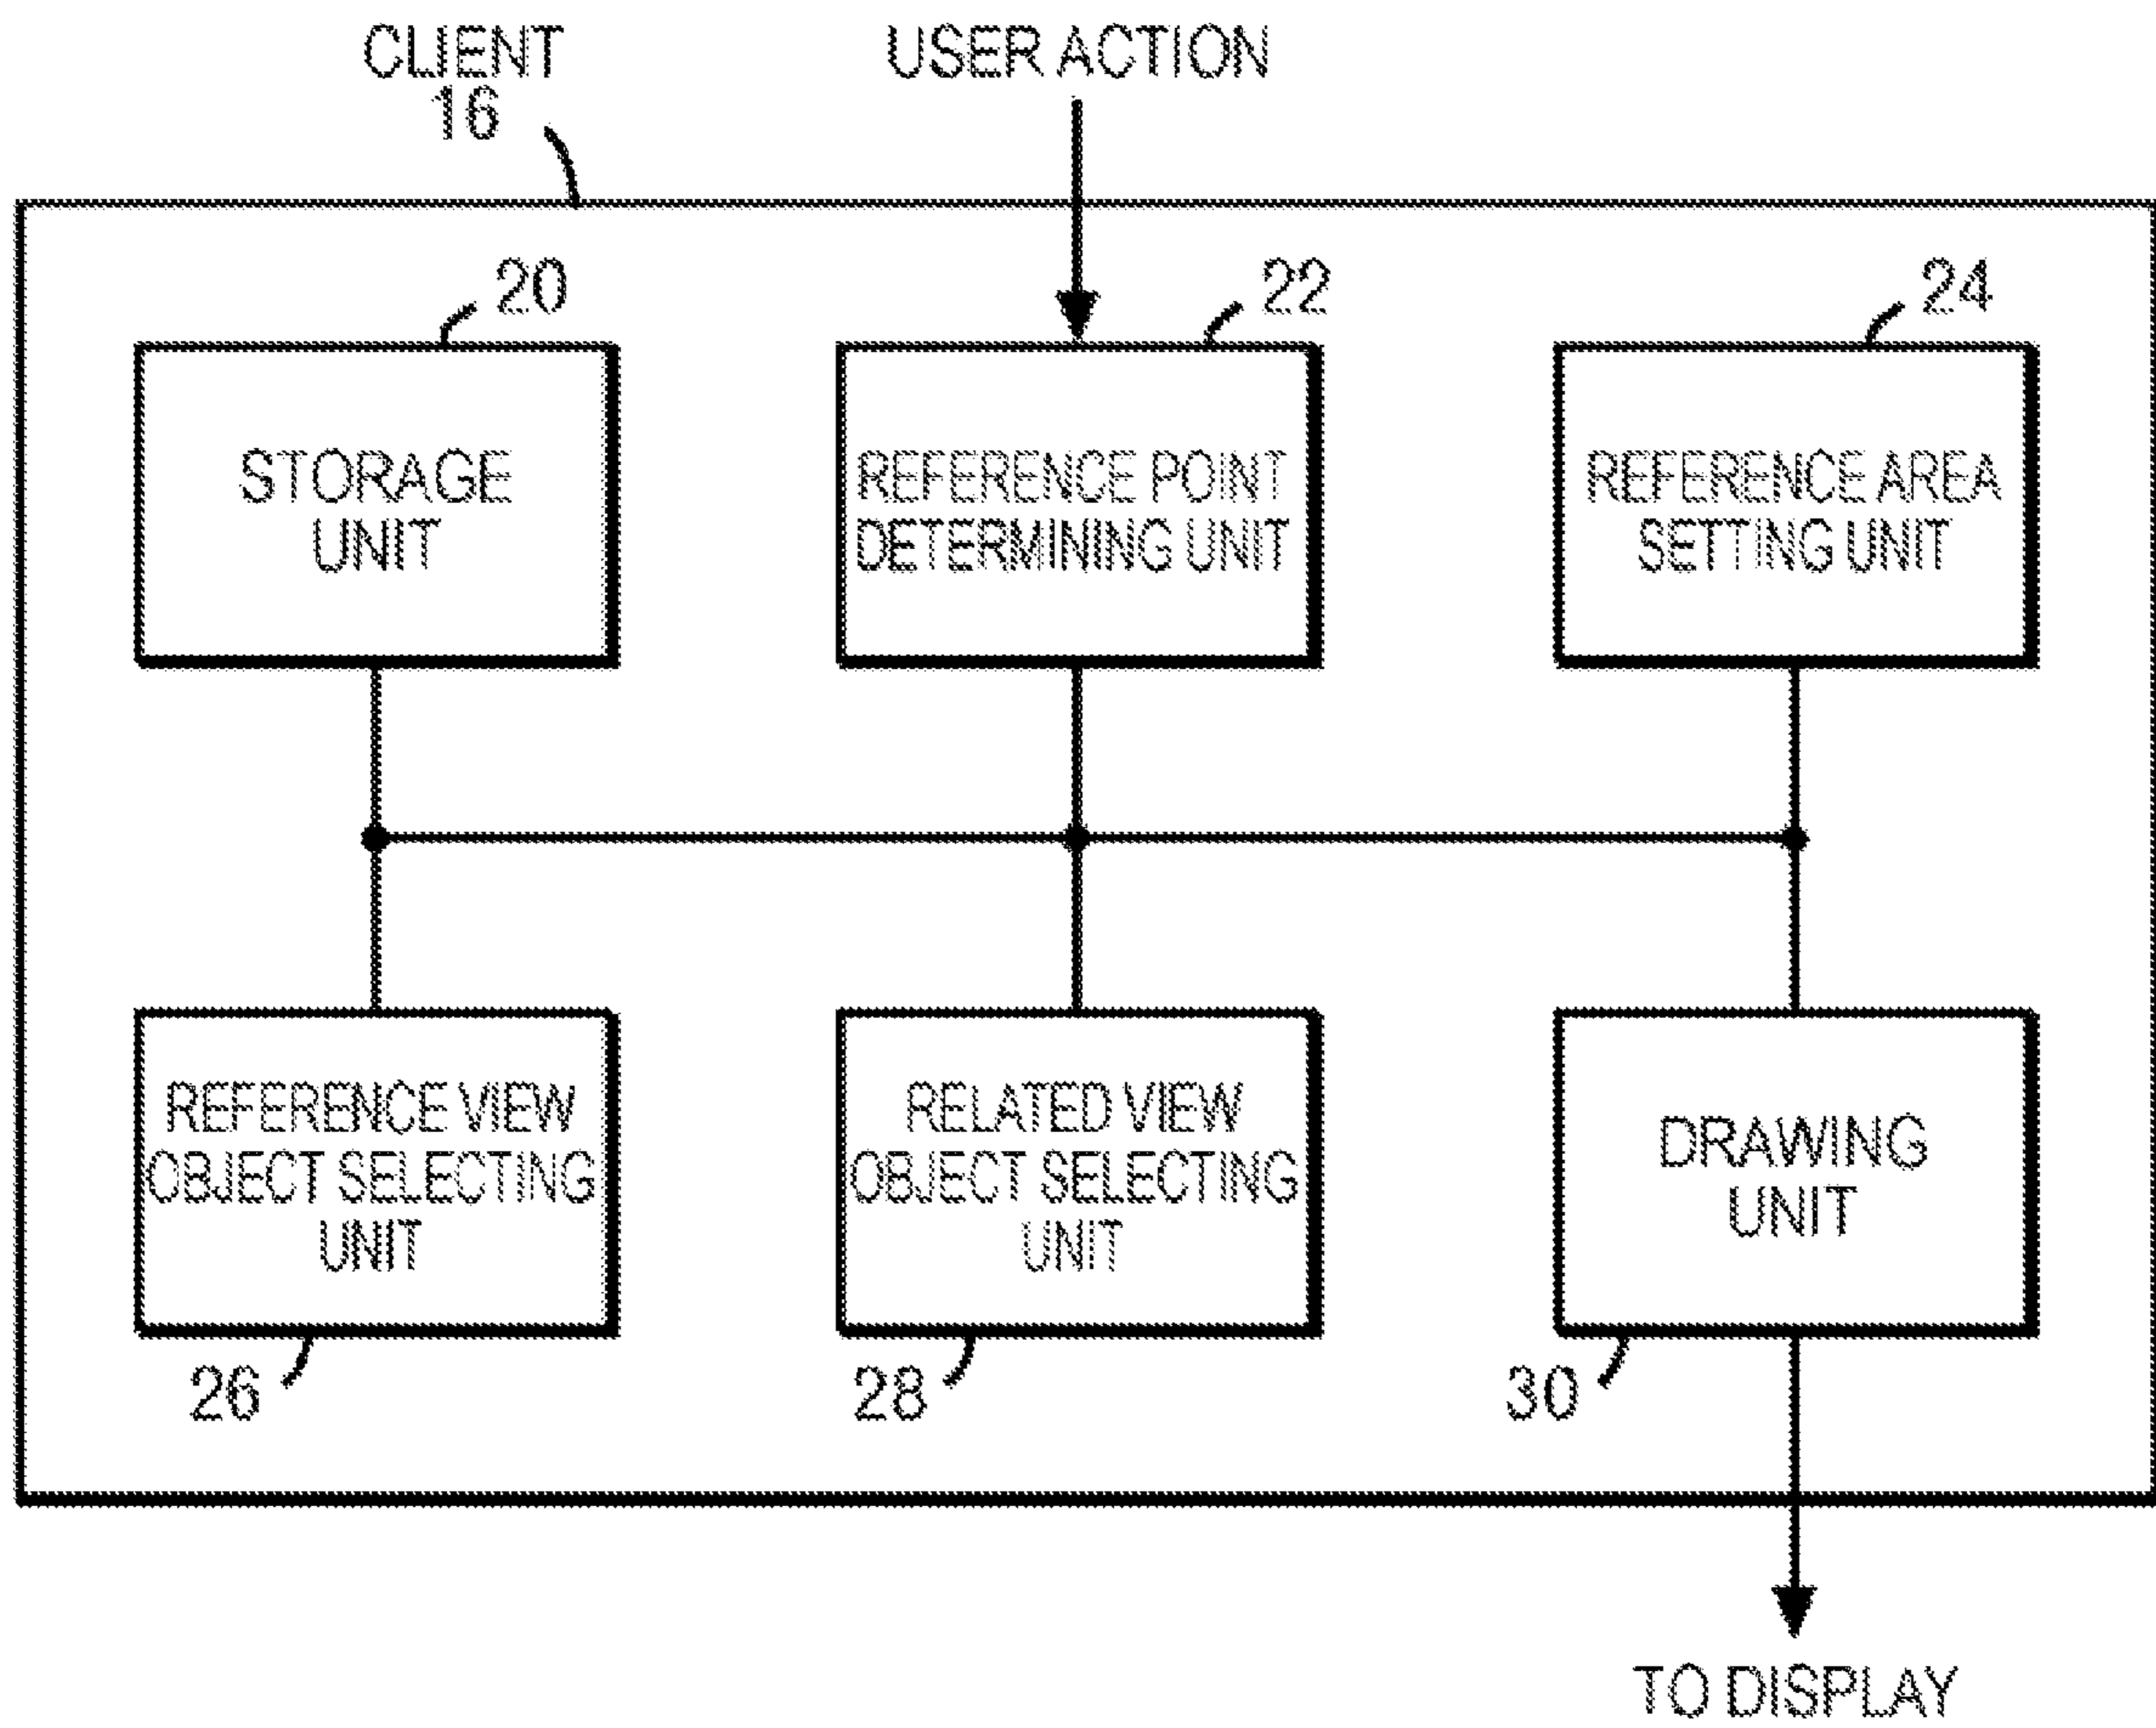 CLIENT
16
USER ACTION
20
22
24
STORAGE
UNIT
REFERENCE POINT
DETERMINING UNIT
REFERENCE AREA
SETTING UNIT
REFERENCE VIEW
OBJECT SELECTING
UNIT
RELATED VIEW
OBJECT SELECTING
UNIT
DRAWING
UNIT
26
28
30
TO DISPLAY